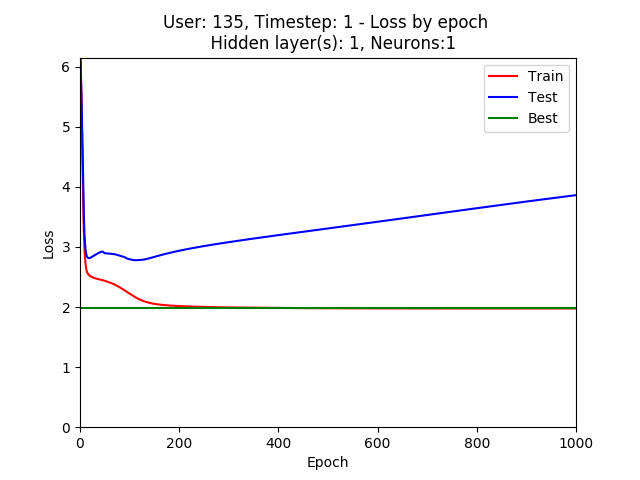 User: 135, Timestep: 1 - Loss by epoch
Hidden layer(s): 1, Neurons:1
Train
Test
Best
6
5
4
3
2
1
0
Loss
0 200 400 600 800 1000
Epoch